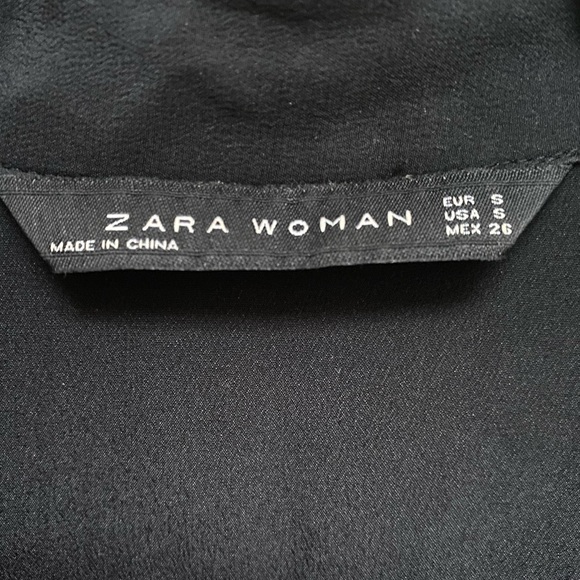 ZARA WOMAN
MADE IN CHINA
EUR S
USA S
MEX 26